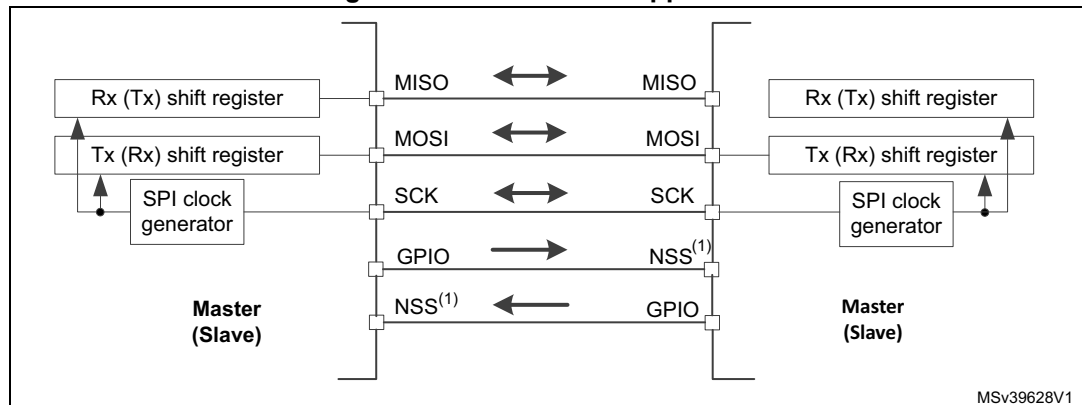 MISO MISO
Rx (Tx) shift register Rx (Tx) shift register
MOSI MOSI
Tx (Rx) shift register Tx (Rx) shift register
SPI clock generator SCK SCK SPI clock generator
GPIO NSS(1)
NSS(1) GPIO
Master Master
(Slave) (Slave)
MSv39628V1